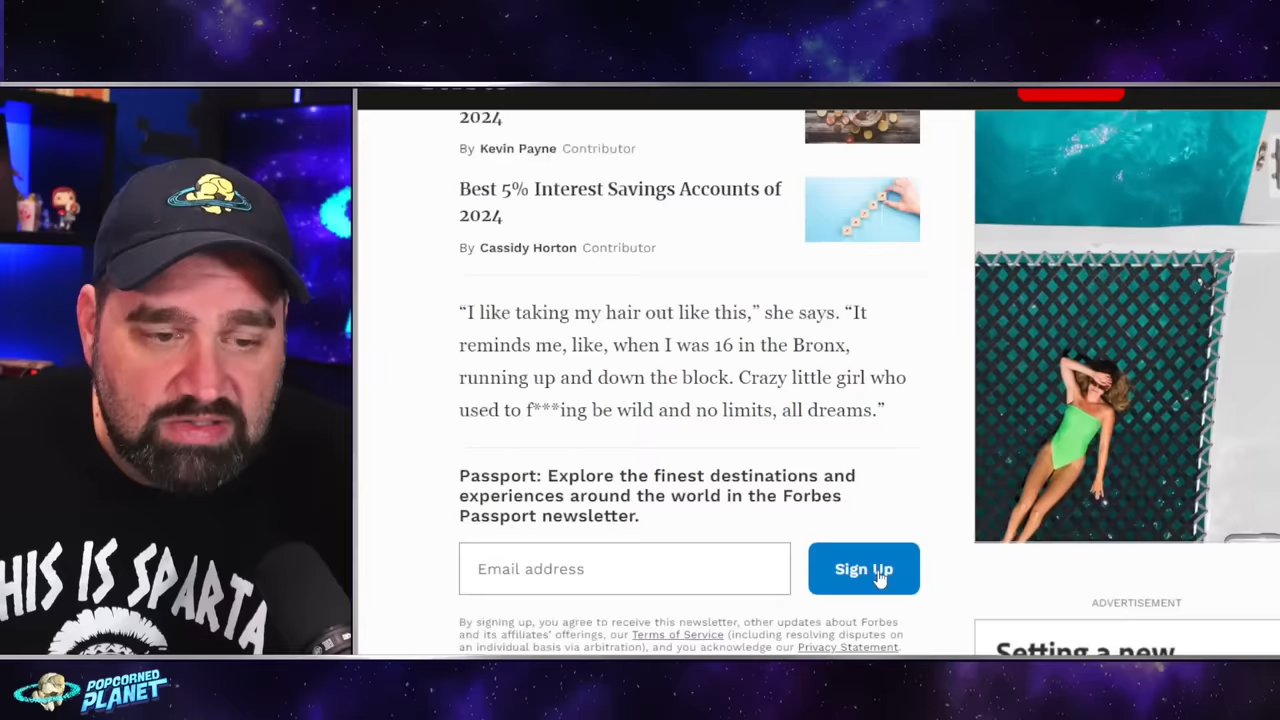 2024
By Kevin Payne Contributor
Best 5% Interest Savings Accounts of
2024
By Cassidy Horton Contributor
“I like taking my hair out like this,” she says. “It
reminds me, like, when I was 16 in the Bronx,
running up and down the block. Crazy little girl who
used to f***ing be wild and no limits, all dreams.”
Passport: Explore the finest destinations and
experiences around the world in the Forbes
Passport newsletter.
Email address
Sign Up
By signing up, you agree to receive this newsletter, other updates about Forbes
and its affiliates’ offerings, our Terms of Service (including resolving disputes on
an individual basis via arbitration), and you acknowledge our Privacy Statement.
ADVERTISEMENT
Setting a new
HIS IS SPARTA
POPCORNED
PLANET